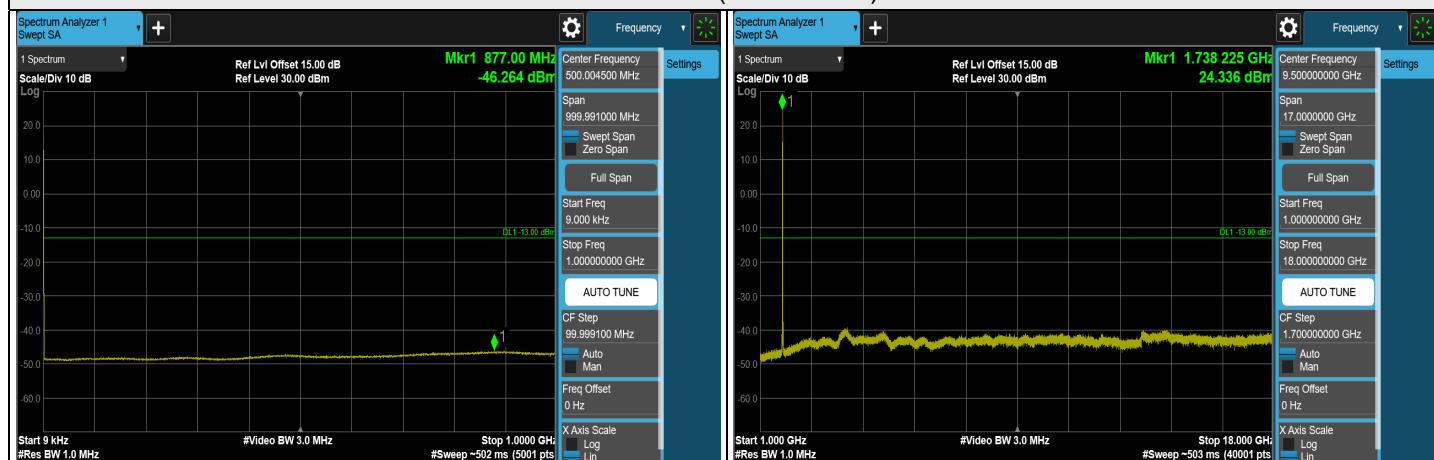 Spectrum Analyzer 1
Swept SA
+
Frequency
1 Spectrum
Scale/Div 10 dB
Log
Ref Lvl Offset 15.00 dB
Ref Level 30.00 dBm
Mkr1 877.00 MHz
-46.264 dBm
Settings
20.0
10.0
0.00
-10.0
-20.0
-30.0
-40.0
-50.0
-60.0
DL1 -13.00 dBm
1
Start 9 kHz
#Res BW 1.0 MHz
#Video BW 3.0 MHz
Stop 1.0000 GHz
#Sweep ~502 ms (5001 pts
Center Frequency
500.004500 MHz
Span
999.991000 MHz
Swept Span
Zero Span
Full Span
Start Freq
9.000 kHz
Stop Freq
1.000000000 GHz
AUTO TUNE
CF Step
99.999100 MHz
Auto
Man
Freq Offset
0 Hz
X Axis Scale
Log
Lin
Spectrum Analyzer 1
Swept SA
+
Frequency
1 Spectrum
Scale/Div 10 dB
Log
Ref Lvl Offset 15.00 dB
Ref Level 30.00 dBm
Mkr1 1.738 225 GHz
24.336 dBm
Settings
1
20.0
10.0
0.00
-10.0
-20.0
-30.0
-40.0
-50.0
-60.0
DL1 -13.00 dBm
Start 1.000 GHz
#Res BW 1.0 MHz
#Video BW 3.0 MHz
Stop 18.000 GHz
#Sweep ~503 ms (40001 pts
Center Frequency
9.500000000 GHz
Span
17.0000000 GHz
Swept Span
Zero Span
Full Span
Start Freq
1.000000000 GHz
Stop Freq
18.000000000 GHz
AUTO TUNE
CF Step
1.700000000 GHz
Auto
Man
Freq Offset
0 Hz
X Axis Scale
Log
Lin